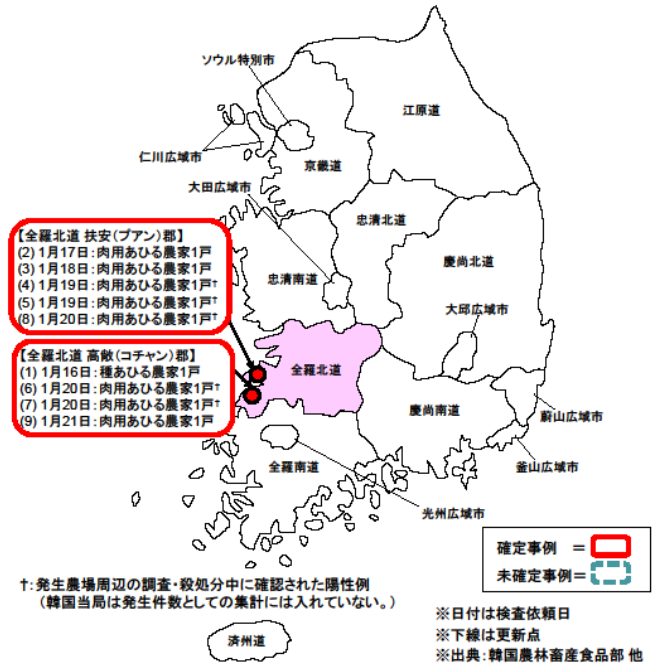 ソウル特別市
江原道
仁川広域市
京畿道
大田広域市
忠清北道
【全羅北道 扶安(プアン)郡】
(2) 1月17日:肉用あひる農家1戸
(3) 1月18日:肉用あひる農家1戸
(4) 1月19日:肉用あひる農家1戸†
(5) 1月19日:肉用あひる農家1戸†
(8) 1月20日:肉用あひる農家1戸†
忠清南道
慶尚北道
大邱広域市
【全羅北道 高敞(コチャン)郡】
(1) 1月16日:種あひる農家1戸
(6) 1月20日:肉用あひる農家1戸†
(7) 1月20日:肉用あひる農家1戸†
(9) 1月21日:肉用あひる農家1戸
全羅北道
慶尚南道
蔚山広域市
釜山広域市
全羅南道
光州広域市
確定事例 =
未確定事例=
†:発生農場周辺の調査・殺処分中に確認された陽性例
(韓国当局は発生件数としての集計には入れていない。)
済州道
※日付は検査依頼日
※下線は更新点
※出典:韓国農林畜産食品部 他